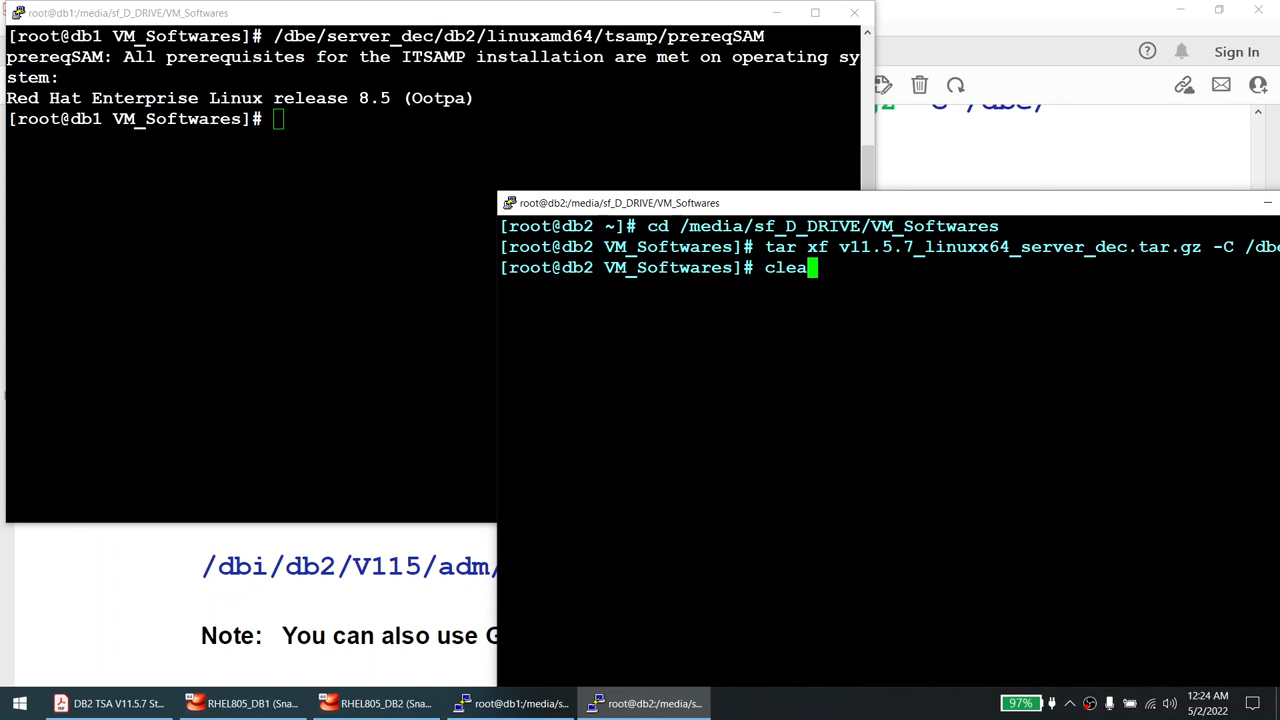 root@db1:/media/sf_D_DRIVE/VM_Softwares
[root@db1 VM_Softwares]# /dbe/server_dec/db2/linuxamd64/tsamp/prereqSAM
prereqSAM: All prerequisites for the ITSAMP installation are met on operating sy
stem:
Red Hat Enterprise Linux release 8.5 (Ootpa)
[root@db1 VM_Softwares]#
Sign In
/dbe/
root@db2:/media/sf_D_DRIVE/VM_Softwares
[root@db2 ~]# cd /media/sf_D_DRIVE/VM_Softwares
[root@db2 VM_Softwares]# tar xf v11.5.7_linuxx64_server_dec.tar.gz -C /dbe
[root@db2 VM_Softwares]# clea
/dbi/db2/V115/adm/
Note: You can also use G
DB2 TSA V11.5.7 St...
RHEL805_DB1 (Sna...
RHEL805_DB2 (Sna...
root@db1:/media/s...
root@db2:/media/s...
97%
12:24 AM
5/2/2022